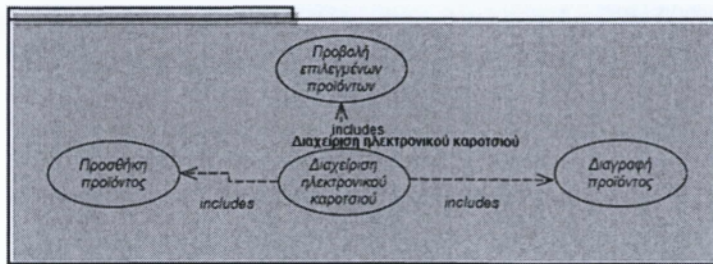 Προβολή
επιλεγμένων
προϊόντων
includes
Διαχείριση ηλεκτρονικού καροτσιού
Προσθήκη
προϊόντος
Διαχείριση
ηλεκτρονικού
καροτσιού
Διαγραφή
προϊόντος
includes
includes